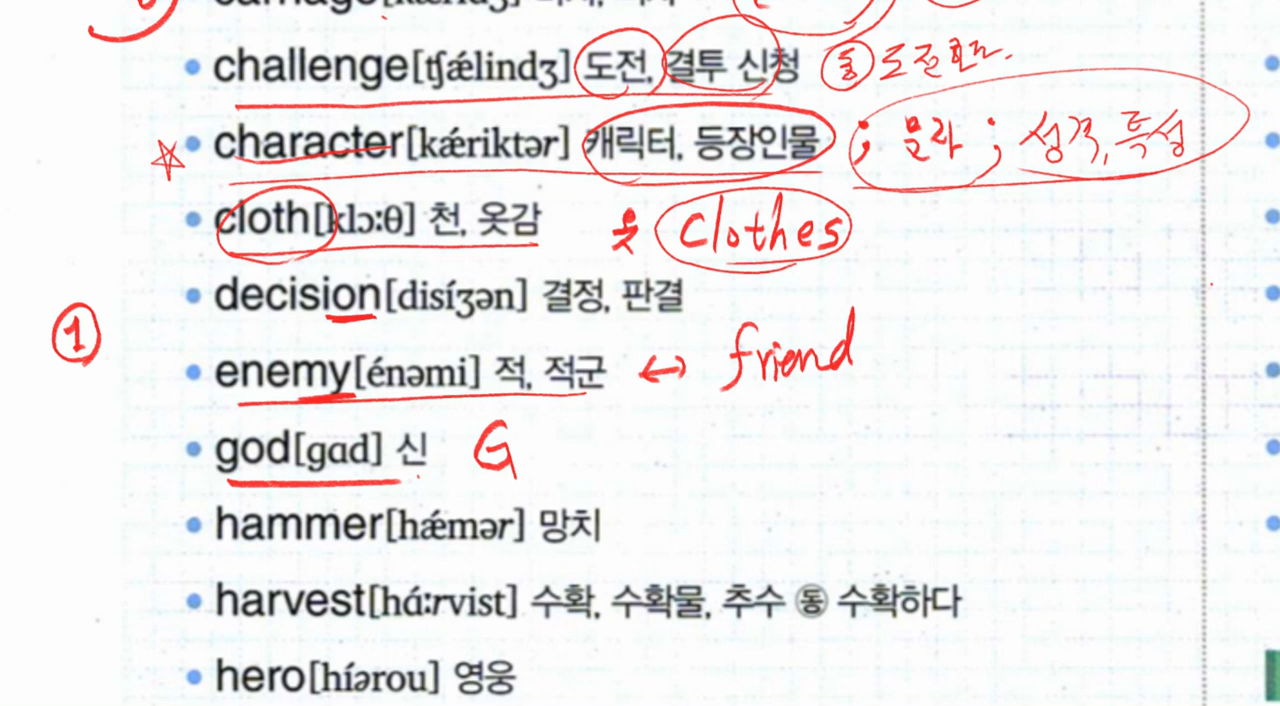 challenge[tʃǽlindʒ] 도전, 결투 신청 동 도전한다.
character[kǽriktər] 캐릭터, 등장인물 ; 문자 ; 성격, 특성
cloth[klɔːθ] 천, 옷감 옷 Clothes
decision[disíʒən] 결정, 판결
①
enemy[énəmi] 적, 적군 ↔ friend
god[gɑd] 신 G
hammer[hǽmər] 망치
harvest[hɑ́ːrvist] 수확, 수확물, 추수 동 수확하다
hero[híərou] 영웅